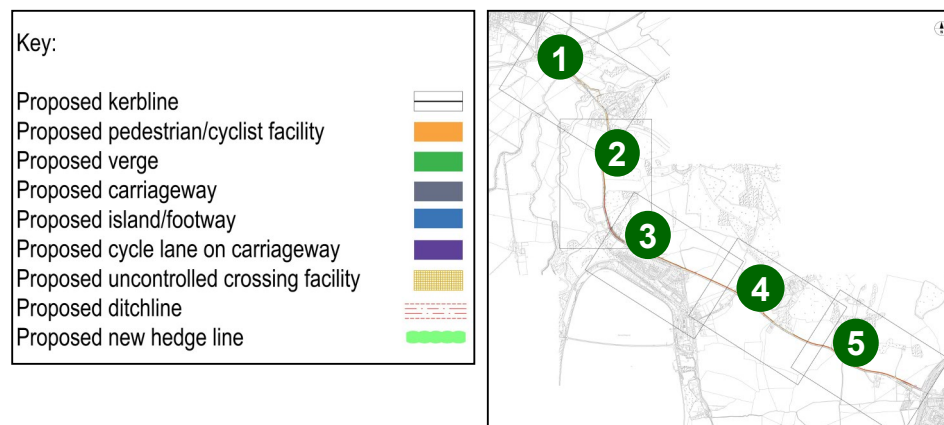 Key:
Proposed kerbline
Proposed pedestrian/cyclist facility
Proposed verge
Proposed carriageway
Proposed island/footway
Proposed cycle lane on carriageway
Proposed uncontrolled crossing facility
Proposed ditchline
Proposed new hedge line
1
2
3
4
5